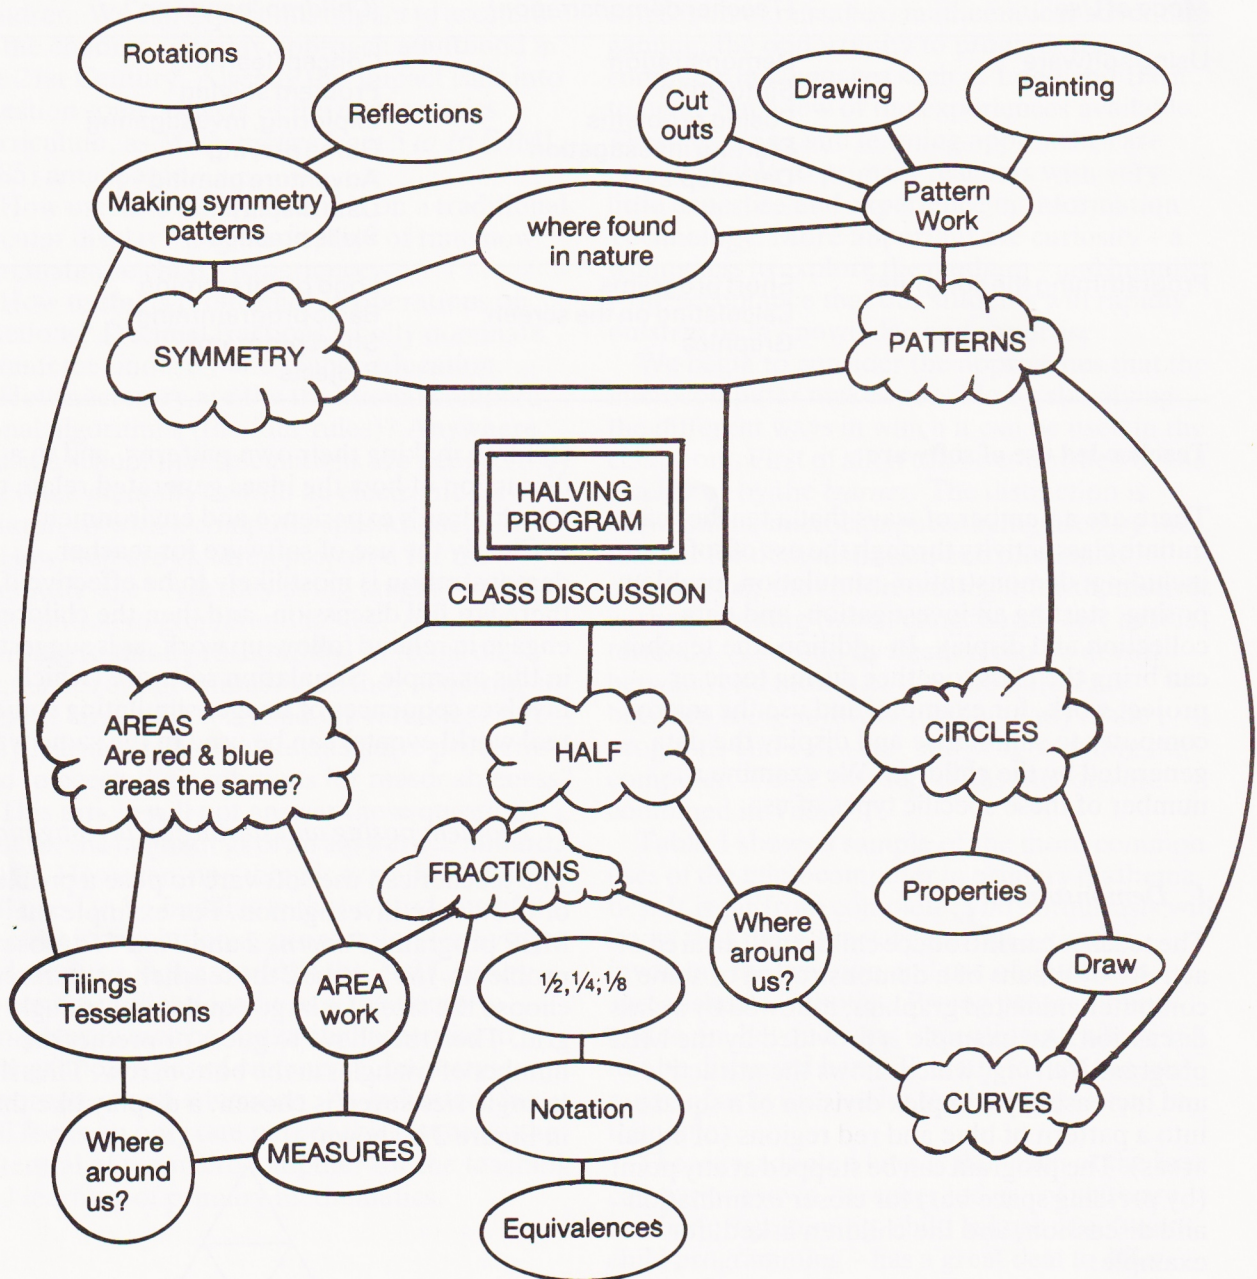 Rotations
Reflections
Cut
outs
Drawing
Painting
Making symmetry
patterns
where found
in nature
Pattern
Work
SYMMETRY
PATTERNS
HALVING
PROGRAM
CLASS DISCUSSION
AREAS
Are red & blue
areas the same?
HALF
CIRCLES
FRACTIONS
Properties
Where
around
us?
Draw
Tilings
Tesselations
AREA
work
½, ¼; ⅛
CURVES
Notation
Where
around
us?
MEASURES
Equivalences